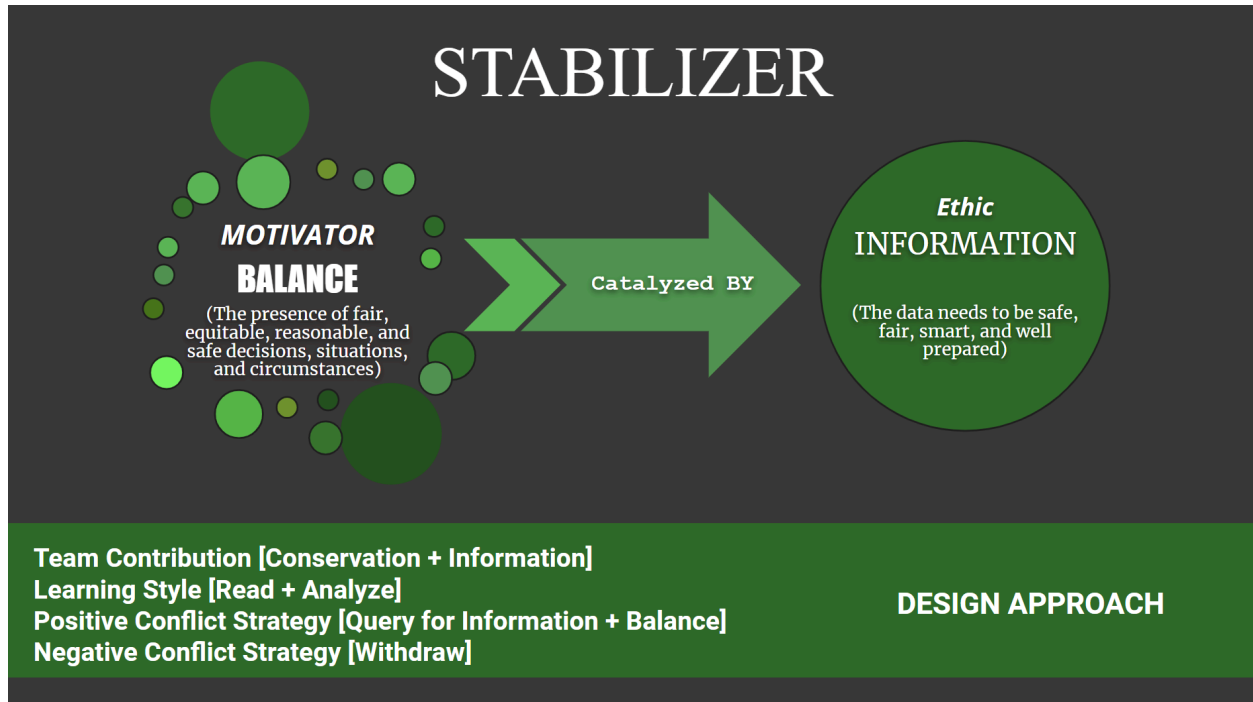 STABILIZER
MOTIVATOR
BALANCE
(The presence of fair,
equitable, reasonable, and
safe decisions, situations,
and circumstances)
Catalyzed BY
Ethic
INFORMATION
(The data needs to be safe,
fair, smart, and well
prepared)
Team Contribution [Conservation + Information]
Learning Style [Read + Analyze]
Positive Conflict Strategy [Query for Information + Balance]
Negative Conflict Strategy [Withdraw]
DESIGN APPROACH